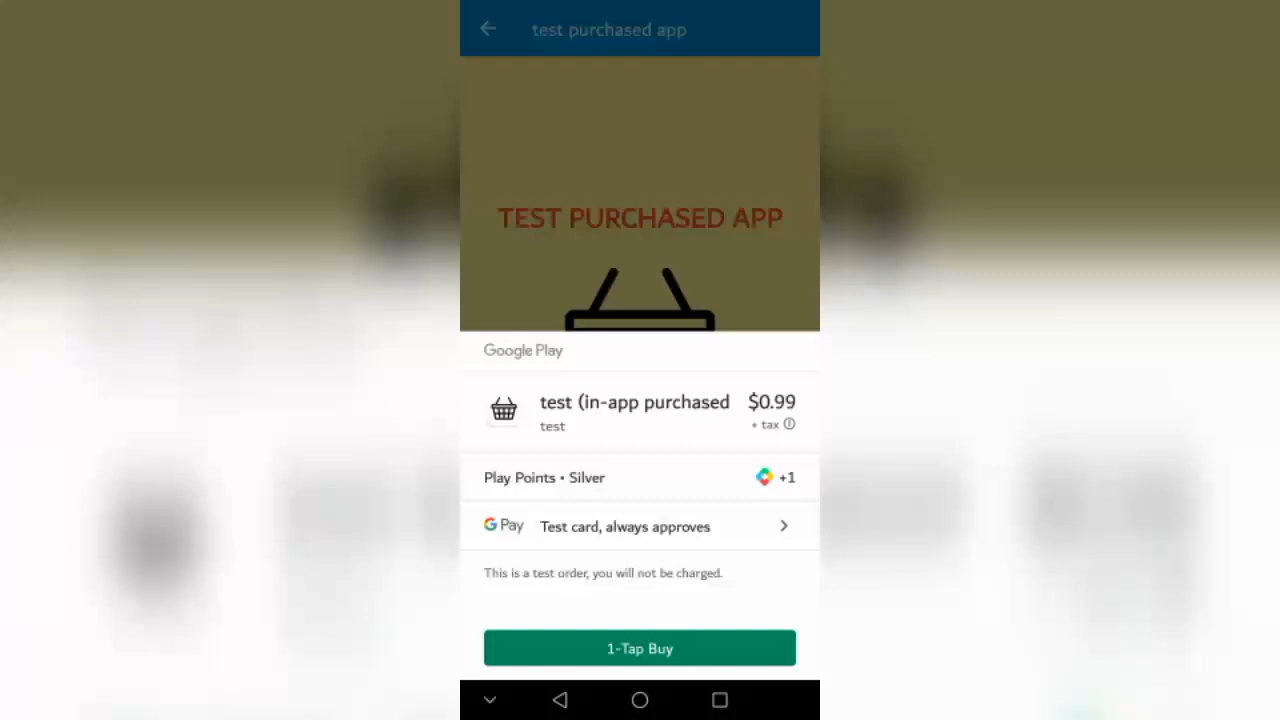 test purchased app
TEST PURCHASED APP
Google Play
test (in-app purchased $0.99
test + tax
Play Points • Silver +1
G Pay Test card, always approves
This is a test order, you will not be charged.
1-Tap Buy